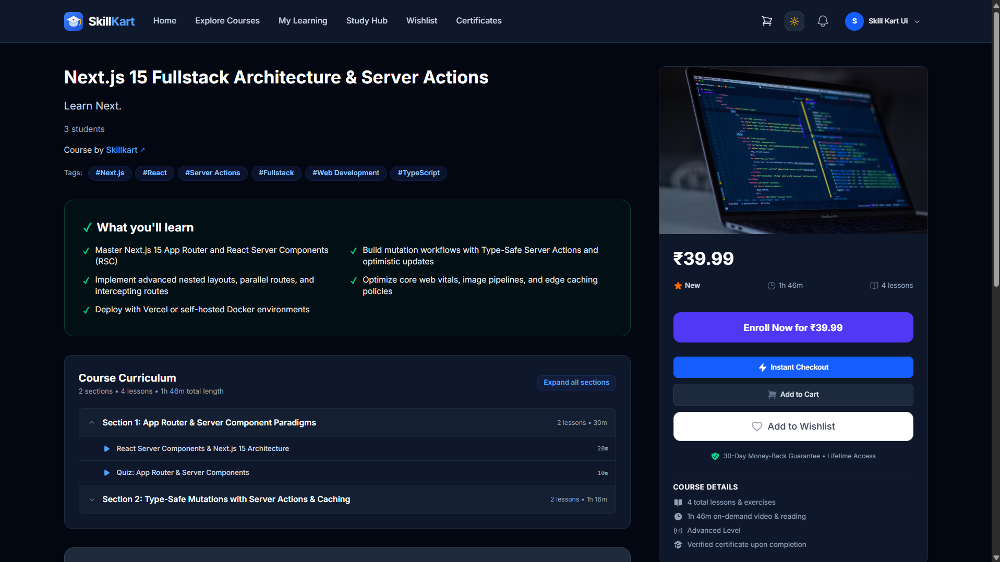 SkillKart
Home
Explore Courses
My Learning
Study Hub
Wishlist
Certificates
S
Skill Kart Ui
Next.js 15 Fullstack Architecture & Server Actions
Learn Next.
3 students
Course by Skillkart ↗
Tags: #Next.js #React #Server Actions #Fullstack #Web Development #TypeScript
✓ What you'll learn
✓ Master Next.js 15 App Router and React Server Components
(RSC)
✓ Build mutation workflows with Type-Safe Server Actions and
optimistic updates
✓ Implement advanced nested layouts, parallel routes, and
intercepting routes
✓ Optimize core web vitals, image pipelines, and edge caching
policies
✓ Deploy with Vercel or self-hosted Docker environments
Course Curriculum
2 sections • 4 lessons • 1h 46m total length
Expand all sections
Section 1: App Router & Server Component Paradigms
2 lessons • 30m
React Server Components & Next.js 15 Architecture
20m
Quiz: App Router & Server Components
10m
Section 2: Type-Safe Mutations with Server Actions & Caching
2 lessons • 1h 16m
MacBook Pro
₹39.99
New
1h 46m
4 lessons
Enroll Now for ₹39.99
Instant Checkout
Add to Cart
Add to Wishlist
30-Day Money-Back Guarantee • Lifetime Access
COURSE DETAILS
4 total lessons & exercises
1h 46m on-demand video & reading
Advanced Level
Verified certificate upon completion